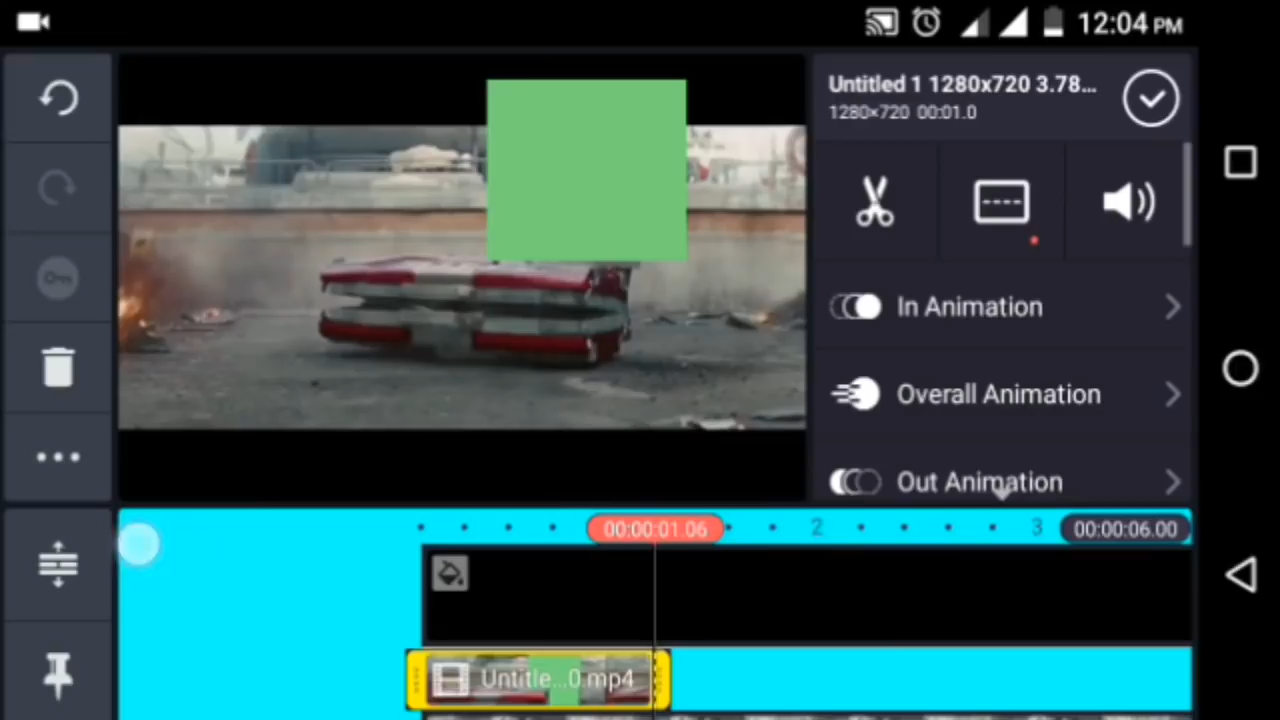 12:04 PM
Untitled 1 1280x720 3.78...
1280×720 00:01.0
In Animation
Overall Animation
Out Animation
00:00:01.06
2
3
00:00:06.00
Untitle...0.mp4